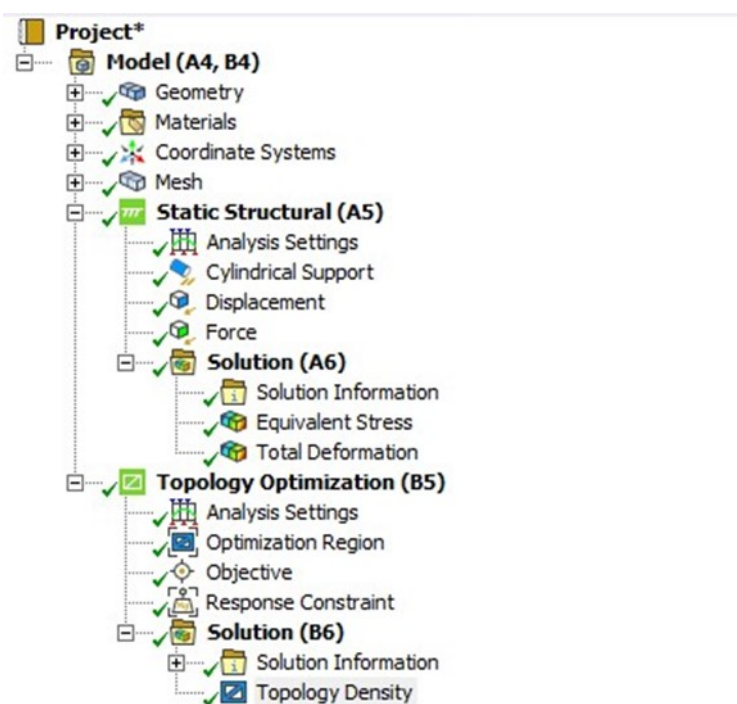 Project*
Model (A4, B4)
Geometry
Materials
Coordinate Systems
Mesh
Static Structural (A5)
Analysis Settings
Cylindrical Support
Displacement
Force
Solution (A6)
Solution Information
Equivalent Stress
Total Deformation
Topology Optimization (B5)
Analysis Settings
Optimization Region
Objective
Response Constraint
Solution (B6)
Solution Information
Topology Density